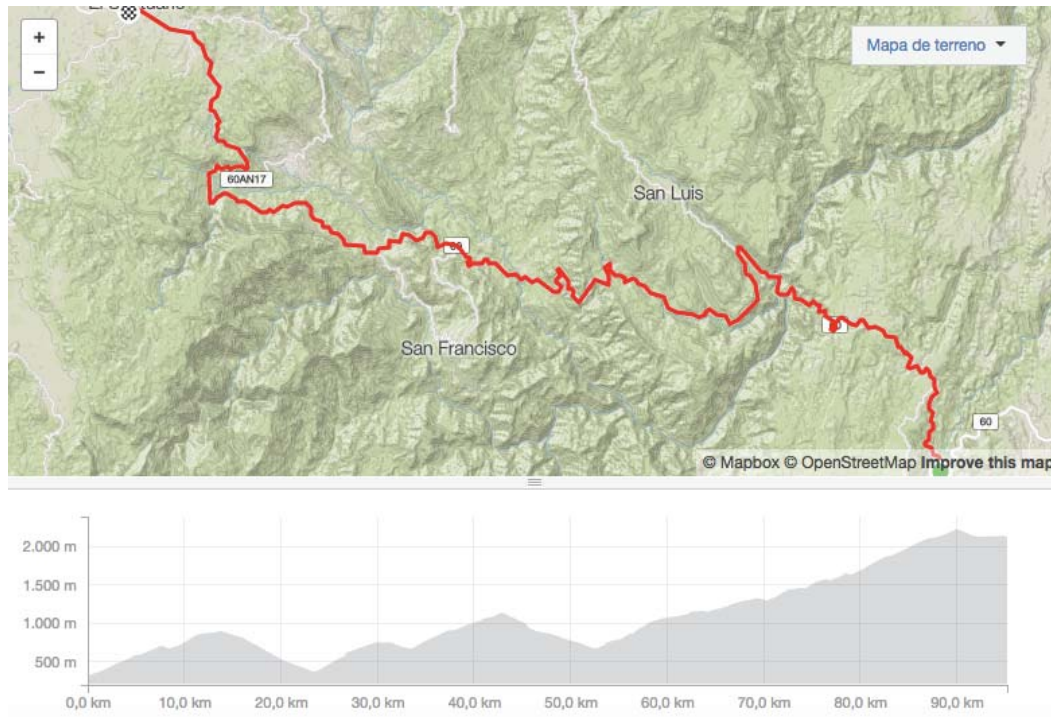 +
Mapa de terreno
−
60AN17
San Luis
San Francisco
60
© Mapbox © OpenStreetMap Improve this map
2.000 m
1.500 m
1.000 m
500 m
0,0 km 10,0 km 20,0 km 30,0 km 40,0 km 50,0 km 60,0 km 70,0 km 80,0 km 90,0 km